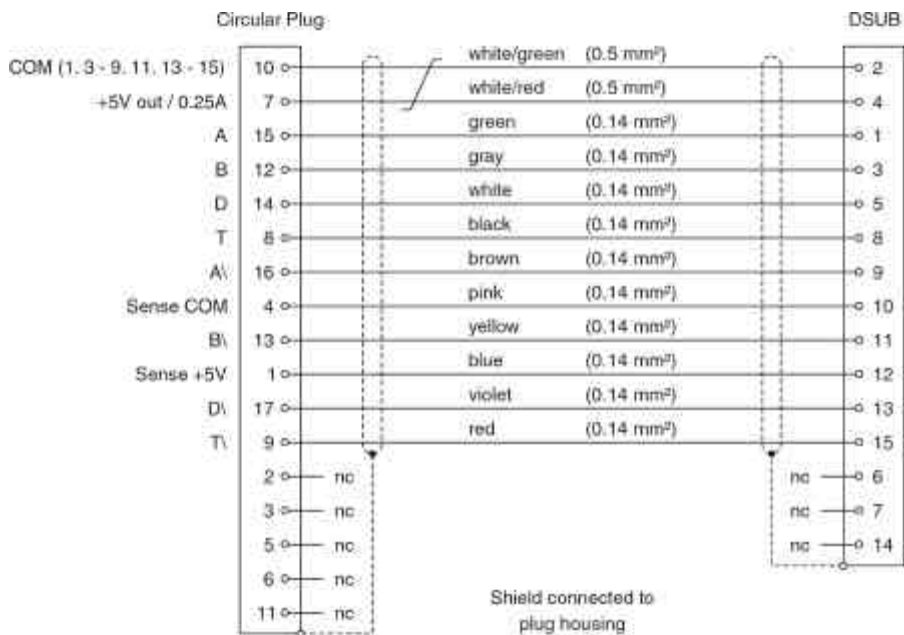 Circular Plug DSUB
COM (1, 3 - 9, 11, 13 - 15) 10 white/green (0.5 mm²) 2
+5V out / 0.25A 7 white/red (0.5 mm²) 4
A 15 green (0.14 mm²) 1
B 12 gray (0.14 mm²) 3
D 14 white (0.14 mm²) 5
T 8 black (0.14 mm²) 8
A\ 16 brown (0.14 mm²) 9
Sense COM 4 pink (0.14 mm²) 10
B\ 13 yellow (0.14 mm²) 11
Sense +5V 1 blue (0.14 mm²) 12
D\ 17 violet (0.14 mm²) 13
T\ 9 red (0.14 mm²) 15
2 nc nc 6
3 nc nc 7
5 nc nc 14
6 nc
11 nc
Shield connected to
plug housing